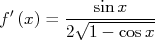 f′(x) = \frac{\sin x}{2\sqrt{1 - \cos x}}